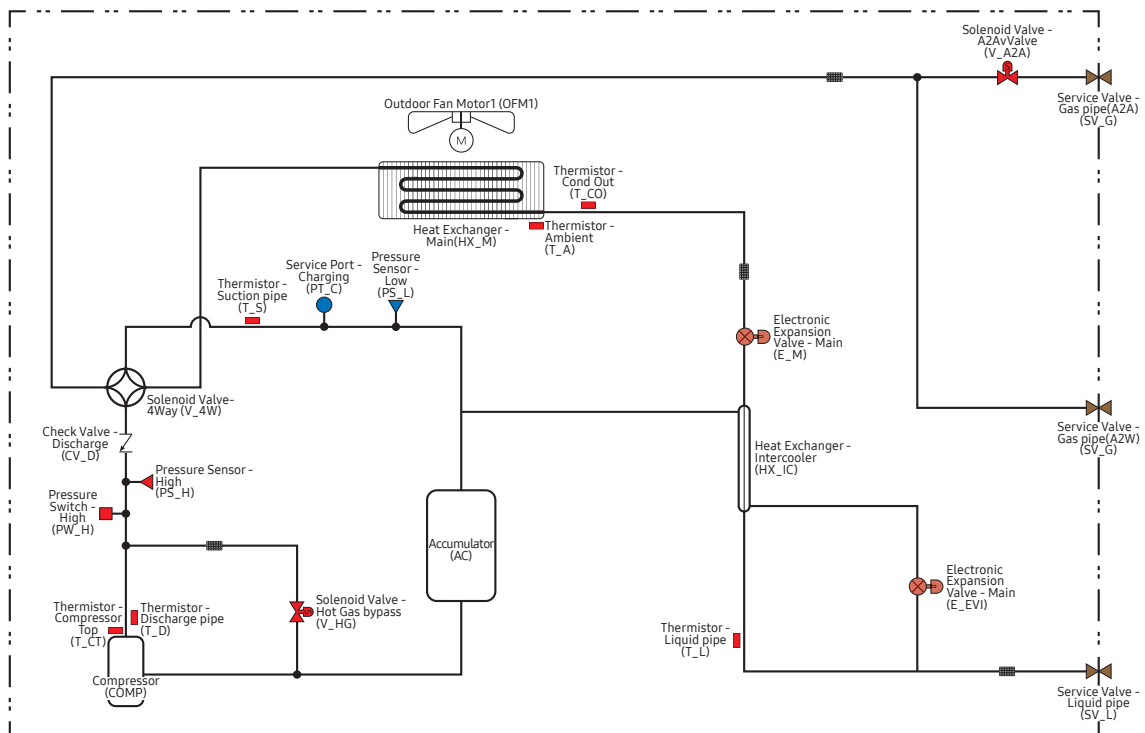 Solenoid Valve -
A2AvValve
(V_A2A)
S
Service Valve -
Gas pipe(A2A)
(SV_G)
Outdoor Fan Motor1 (OFM1)
M
Thermistor -
Cond Out
(T_CO)
Heat Exchanger -
Main(HX_M)
Thermistor -
Ambient
(T_A)
Thermistor -
Suction pipe
(T_S)
Service Port -
Charging
(PT_C)
Pressure
Sensor -
Low
(PS_L)
Electronic
Expansion
Valve - Main
(E_M)
Solenoid Valve-
4Way (V_4W)
Check Valve -
Discharge
(CV_D)
Service Valve -
Gas pipe(A2W)
(SV_G)
Heat Exchanger -
Intercooler
(HX_IC)
Pressure Sensor -
High
(PS_H)
Pressure
Switch -
High
(PW_H)
Accumulator
(AC)
Electronic
Expansion
Valve - Main
(E_EVI)
Solenoid Valve -
Hot Gas bypass
(V_HG)
Thermistor -
Compressor
Top
(T_CT)
Thermistor -
Discharge pipe
(T_D)
Thermistor -
Liquid pipe
(T_L)
Compressor
(COMP)
Service Valve -
Liquid pipe
(SV_L)